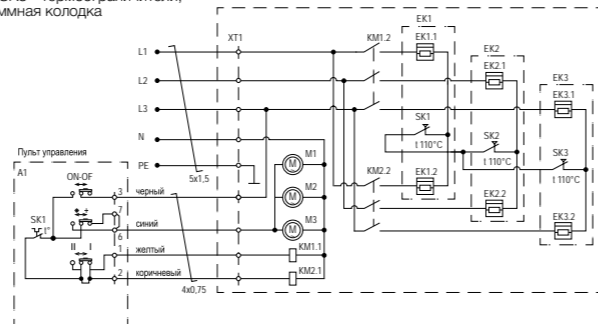 ммная колодка
L1
XT1
KM1.2
EK1
EK1.1
L2
EK2
EK2.1
L3
EK3
EK3.1
N
SK1
t 110°C
SK2
t 110°C
SK3
t 110°C
PE
5x1,5
M
M1
M
M2
M
M3
KM2.2
EK1.2
EK2.2
EK3.2
Пульт управления
A1
ON-OF
SK1
t°
3
черный
7
6
синий
II
I
1
желтый
KM1.1
2
коричневый
KM2.1
4x0,75